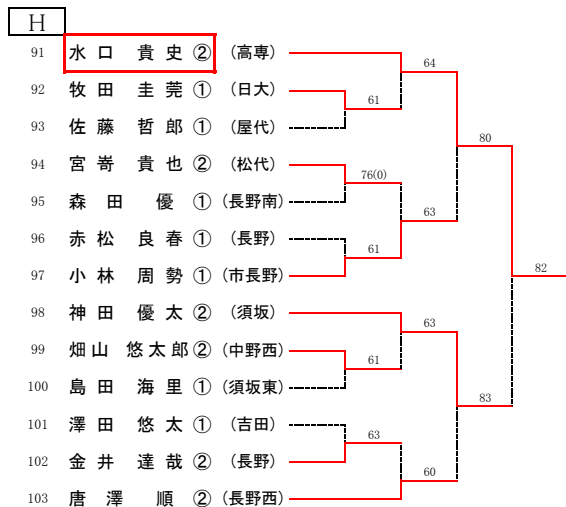 H
91 水口 貴史② (高専)
64
92 牧田 圭莞① (日大)
61
93 佐藤 哲郎① (屋代)
80
94 宮嵜 貴也② (松代)
76(0)
95 森田 優① (長野南)
63
96 赤松 良春① (長野)
61
97 小林 周勢① (市長野)
82
98 神田 優太② (須坂)
63
99 畑山 悠太郎② (中野西)
61
100 島田 海里① (須坂東)
83
101 澤田 悠太① (吉田)
63
102 金井 達哉② (長野)
60
103 唐澤 順② (長野西)